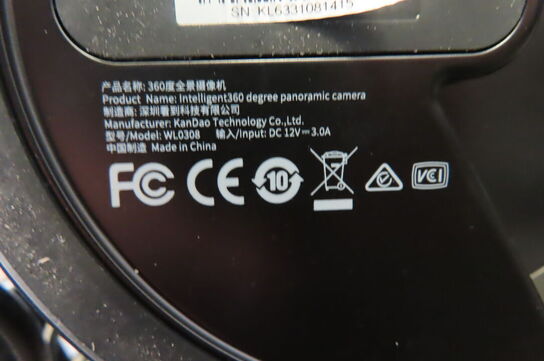 SN KL6331081415
产品名称: 360度全景摄像机
Product Name: Intelligent360 degree panoramic camera
制造商: 深圳看到科技有限公司
Manufacturer: KanDao Technology Co.,Ltd.
型号/Model: WL0308 输入/Input: DC 12V⎓3.0A
中国制造 Made in China
FC CE 10 VCI